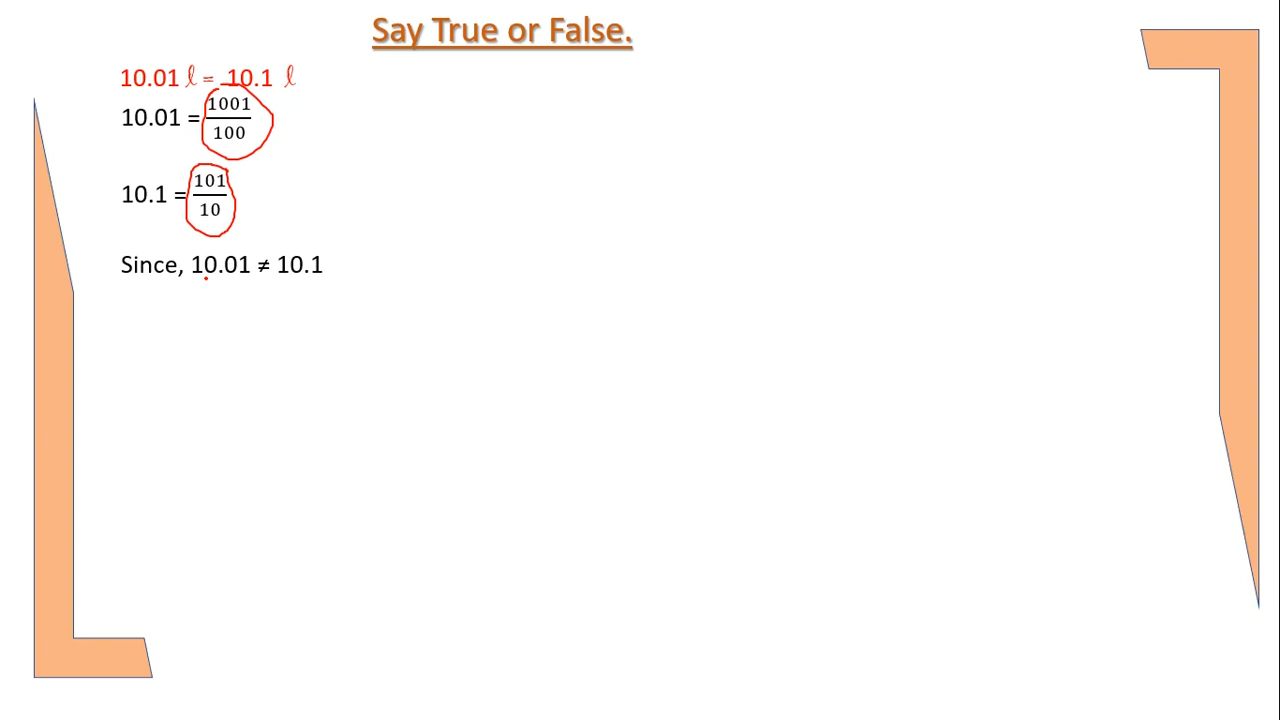 Say True or False.
10.01 l = 10.1 l
10.01 = 1001/100
10.1 = 101/10
Since, 10.01 ≠ 10.1